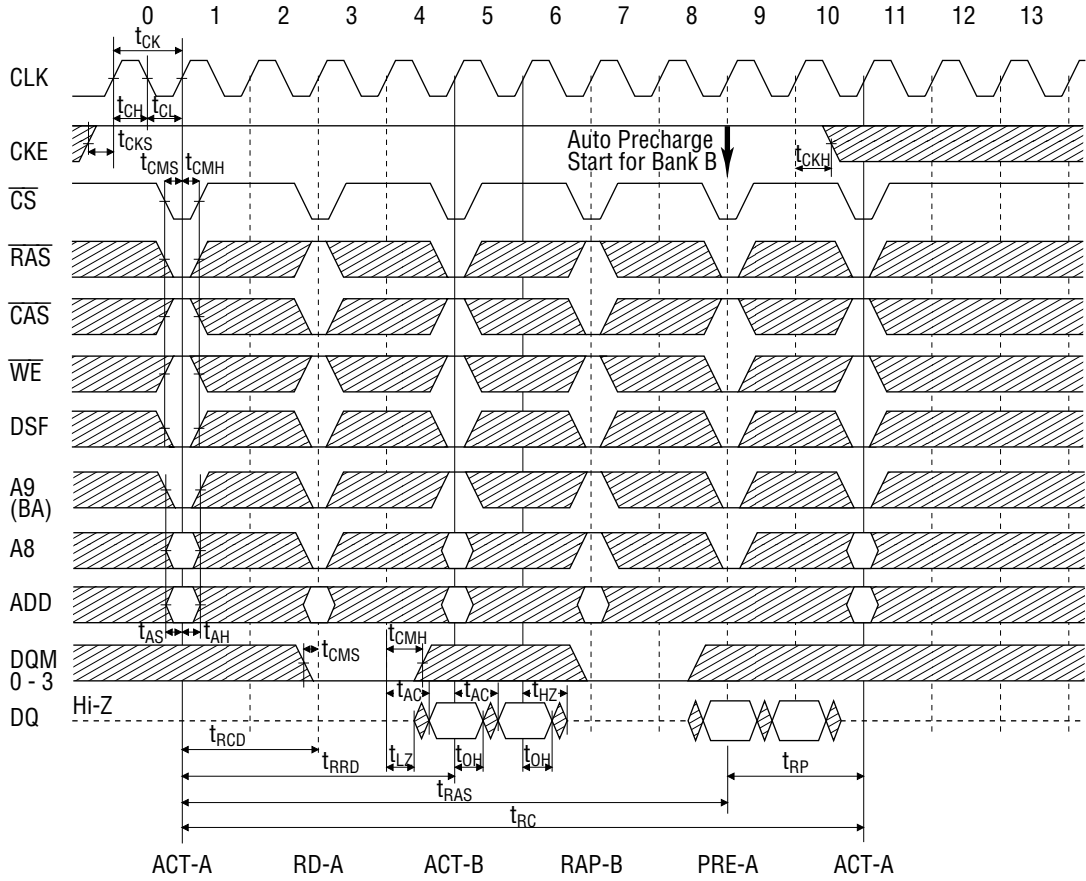 0 1 2 3 4 5 6 7 8 9 10 11 12 13
tCK
CLK
tCH tCL
tCKS
CKE
Auto Precharge
Start for Bank B
tCKH
tCMS tCMH
CS
RAS
CAS
WE
DSF
A9
(BA)
A8
ADD
tAS tAH
tCMH
tCMS
DQM
0 - 3
tAC tAC tHZ
Hi-Z
DQ
tRCD
tLZ tOH tOH
tRRD
tRP
tRAS
tRC
ACT-A RD-A ACT-B RAP-B PRE-A ACT-A